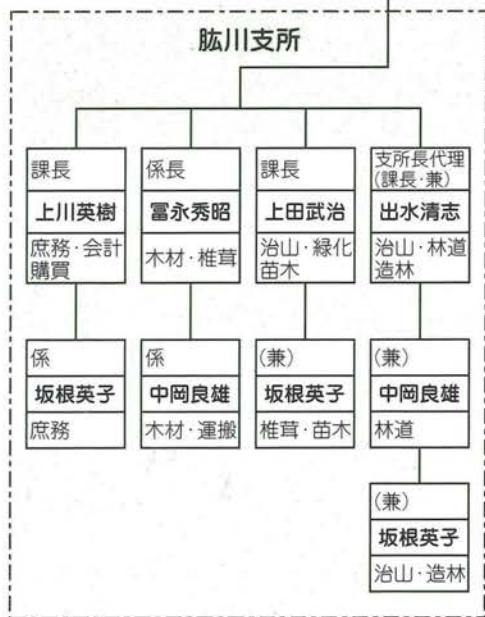 肱川支所
課長
上川英樹
庶務・会計
購買
係長
冨永秀昭
木材・椎茸
課長
上田武治
治山・緑化
苗木
支所長代理
(課長・兼)
出水清志
治山・林道
造林
係
坂根英子
庶務
係
中岡良雄
木材・運搬
(兼)
坂根英子
椎茸・苗木
(兼)
中岡良雄
林道
(兼)
坂根英子
治山・造林